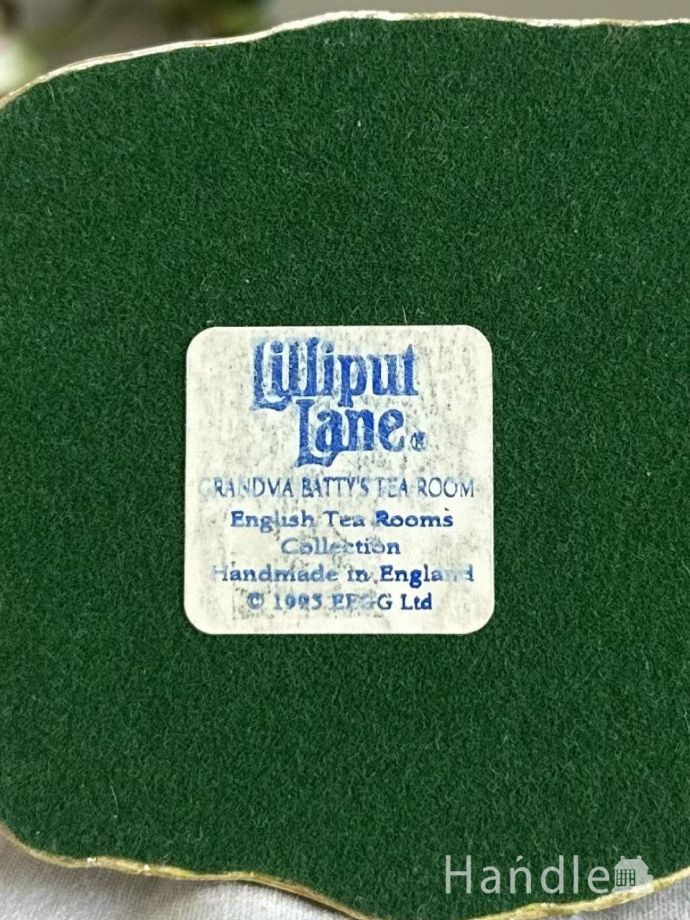 Lilliput
Lane®
GRANDMA BATTY'S TEA ROOM
English Tea Rooms
Collection
Handmade in England
© 1995 Ltd
Handle